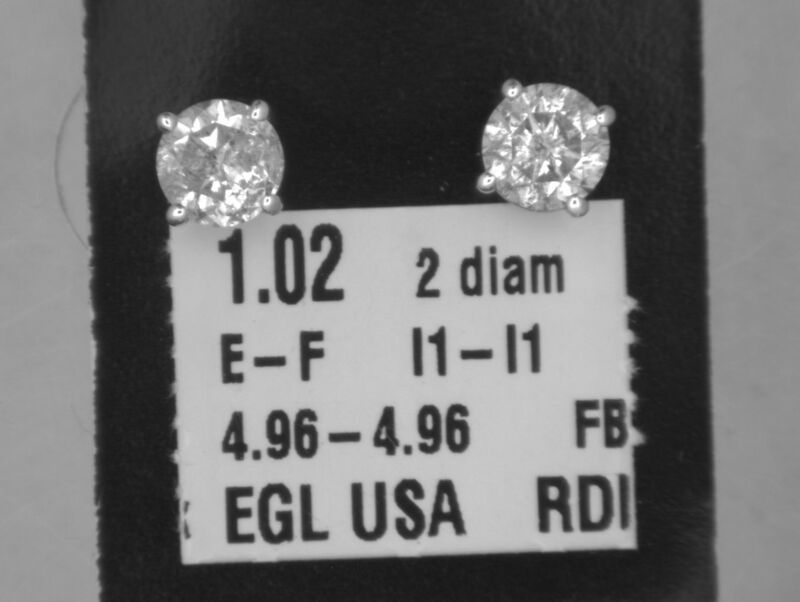 1.02 2 diam
E-F I1-I1
4.96-4.96 FB
EGL USA RDI